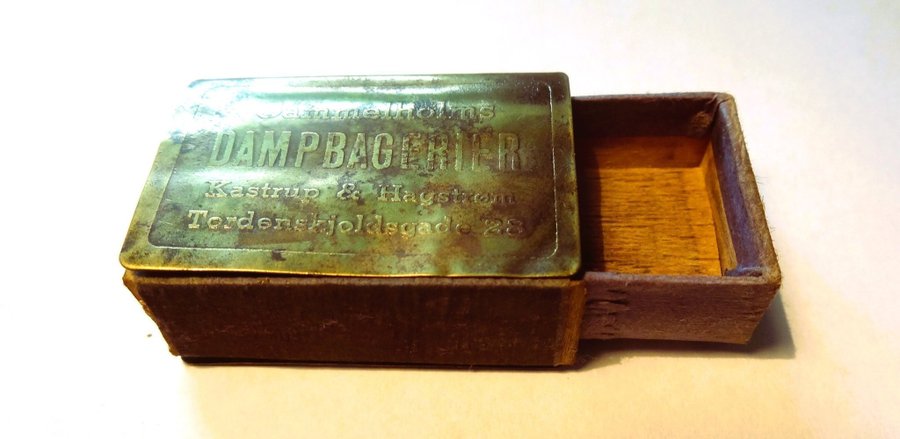 Gammelholms
DAMPBAGERIER
Kastrup & Hagstrøm
Tordenskjoldsgade 23